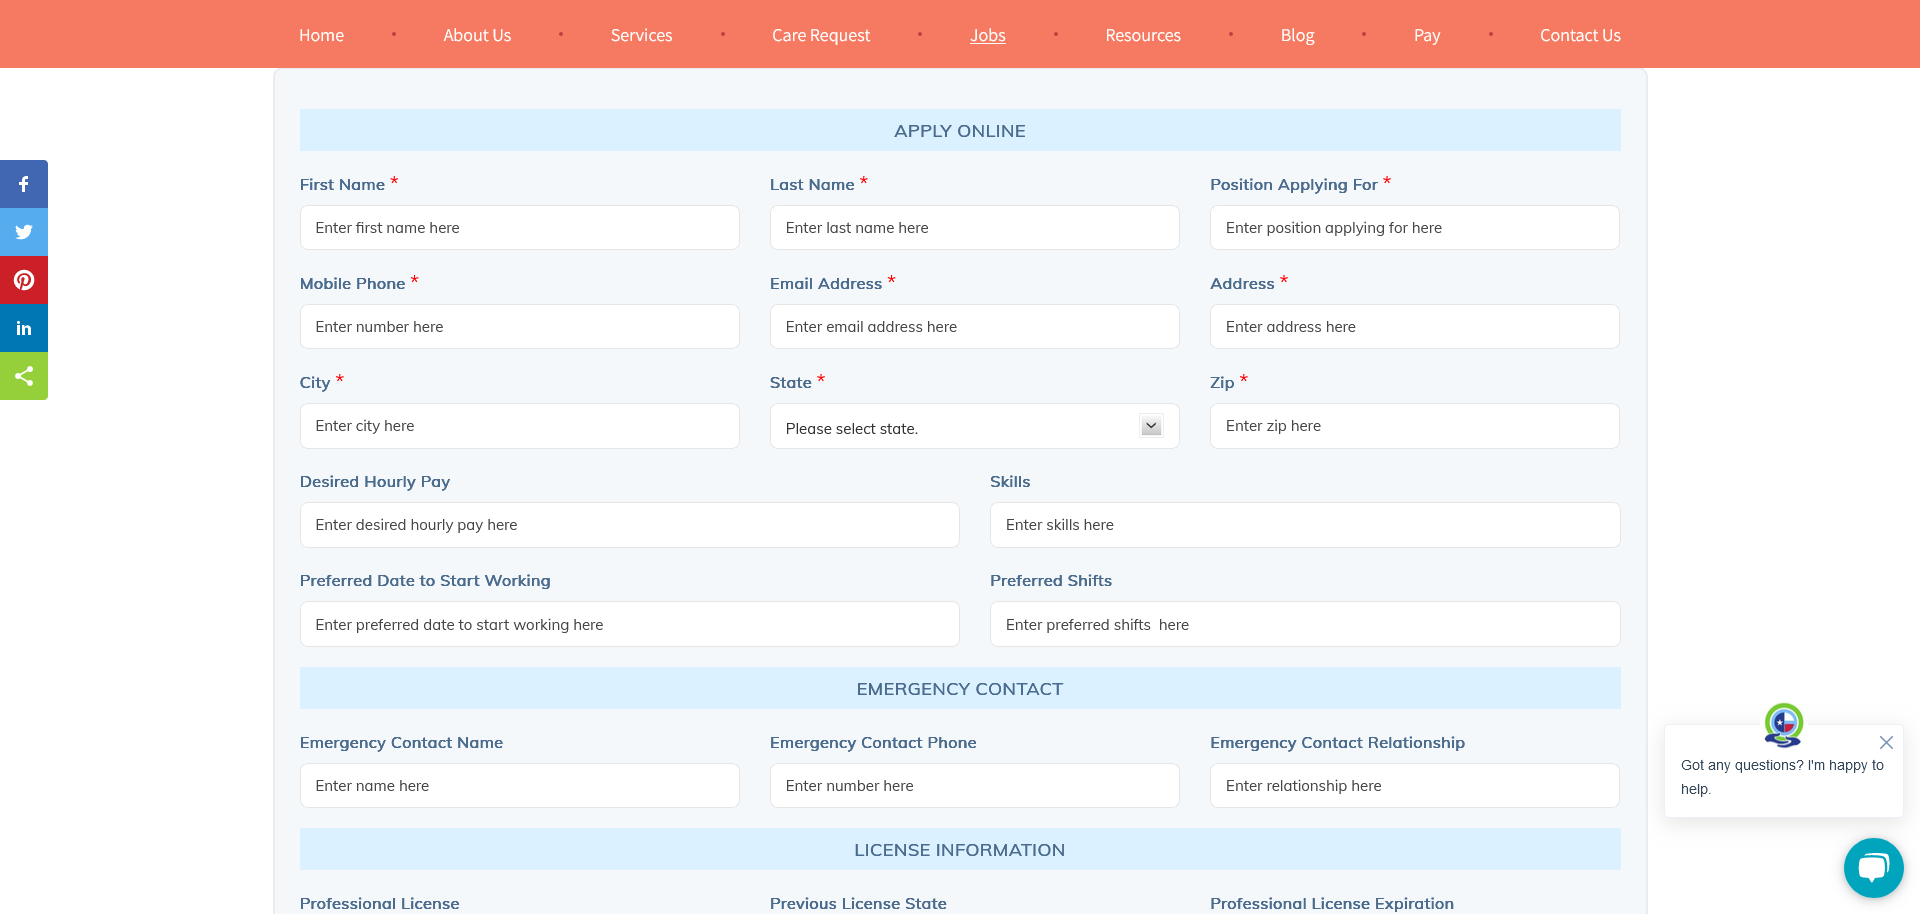 Home • About Us • Services • Care Request • Jobs • Resources • Blog • Pay • Contact Us
APPLY ONLINE
First Name * Last Name * Position Applying For *
Enter first name here Enter last name here Enter position applying for here
Mobile Phone * Email Address * Address *
Enter number here Enter email address here Enter address here
City * State * Zip *
Enter city here Please select state. Enter zip here
Desired Hourly Pay Skills
Enter desired hourly pay here Enter skills here
Preferred Date to Start Working Preferred Shifts
Enter preferred date to start working here Enter preferred shifts  here
EMERGENCY CONTACT
Emergency Contact Name Emergency Contact Phone Emergency Contact Relationship
Enter name here Enter number here Enter relationship here
Got any questions? I'm happy to
help.
LICENSE INFORMATION
Professional License Previous License State Professional License Expiration